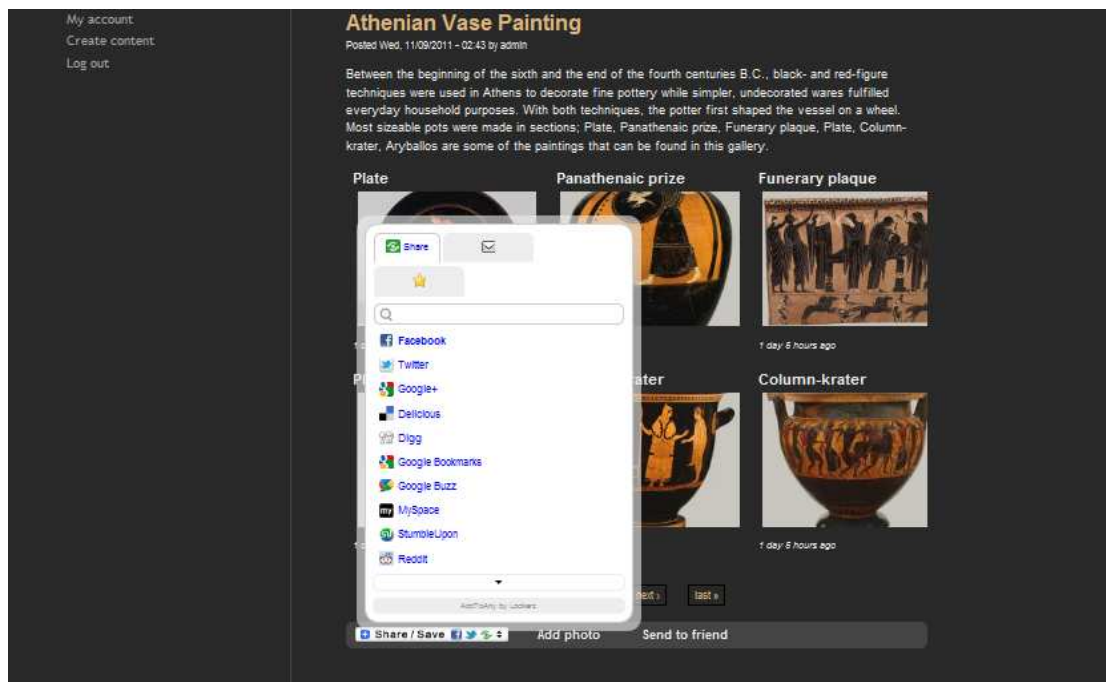 My account
Create content
Log out
Athenian Vase Painting
Posted Wed, 11/09/2011 - 02:43 by admin
Between the beginning of the sixth and the end of the fourth centuries B.C., black- and red-figure
techniques were used in Athens to decorate fine pottery while simpler, undecorated wares fulfilled
everyday household purposes. With both techniques, the potter first shaped the vessel on a wheel.
Most sizeable pots were made in sections; Plate, Panathenaic prize, Funerary plaque, Plate, Column-
krater, Aryballos are some of the paintings that can be found in this gallery.
Plate Panathenaic prize Funerary plaque
Share
Facebook
1 day 6 hours ago
Twitter
ater Column-krater
Google+
Delicious
Digg
Google Bookmarks
Google Buzz
my MySpace
StumbleUpon
1 day 6 hours ago
Reddit
next › last »
AddToAny by Lockerz
Share / Save Add photo Send to friend